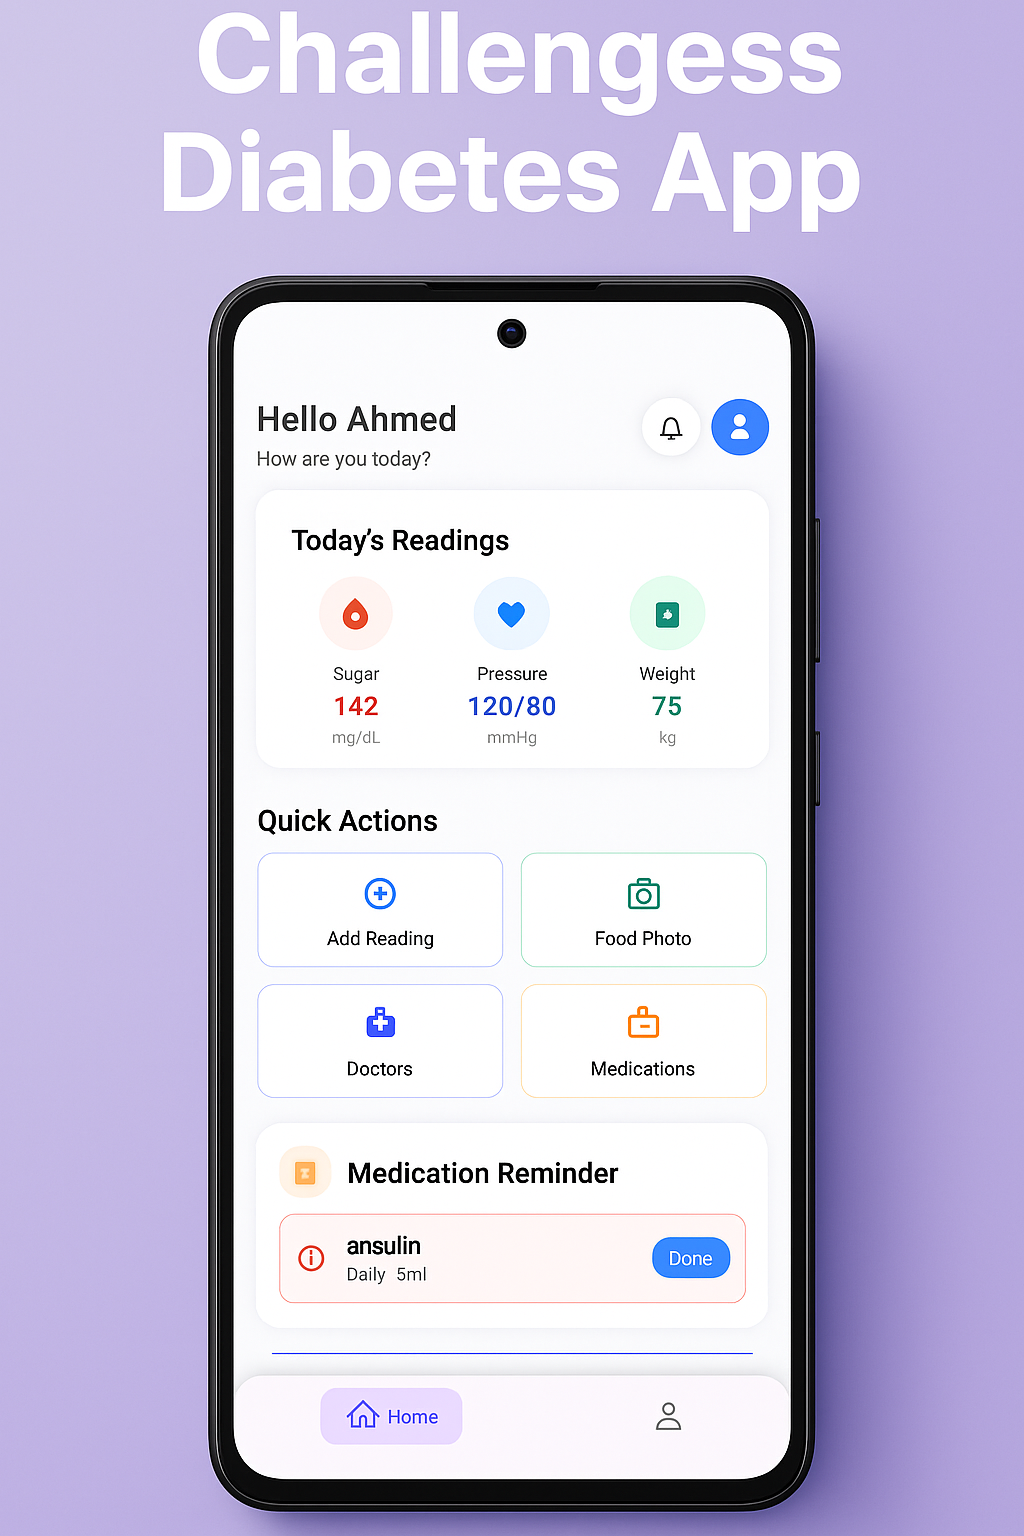 Challengess
Diabetes App
Hello Ahmed
How are you today?
Today's Readings
Sugar
142
mg/dL
Pressure
120/80
mmHg
Weight
75
kg
Quick Actions
Add Reading
Food Photo
Doctors
Medications
Medication Reminder
ansulin
Daily 5ml
Done
Home